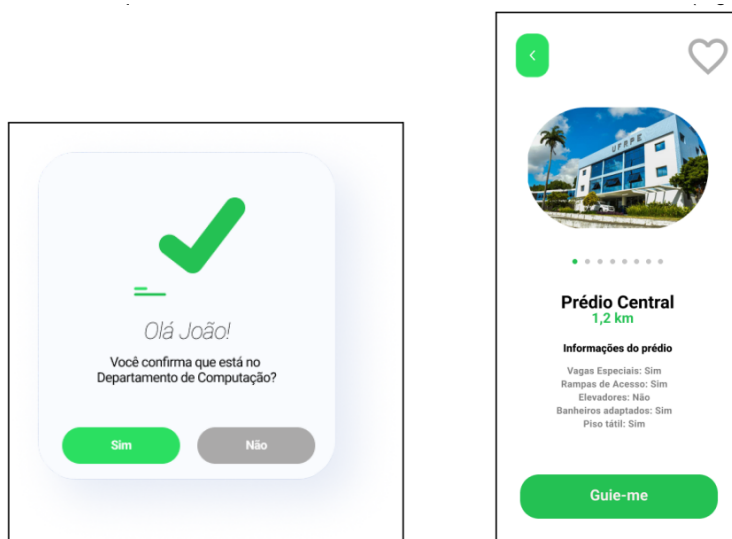 Olá João!
Você confirma que está no
Departamento de Computação?
Sim
Não
UFRPE
Prédio Central
1,2 km
Informações do prédio
Vagas Especiais: Sim
Rampas de Acesso: Sim
Elevadores: Não
Banheiros adaptados: Sim
Piso tátil: Sim
Guie-me